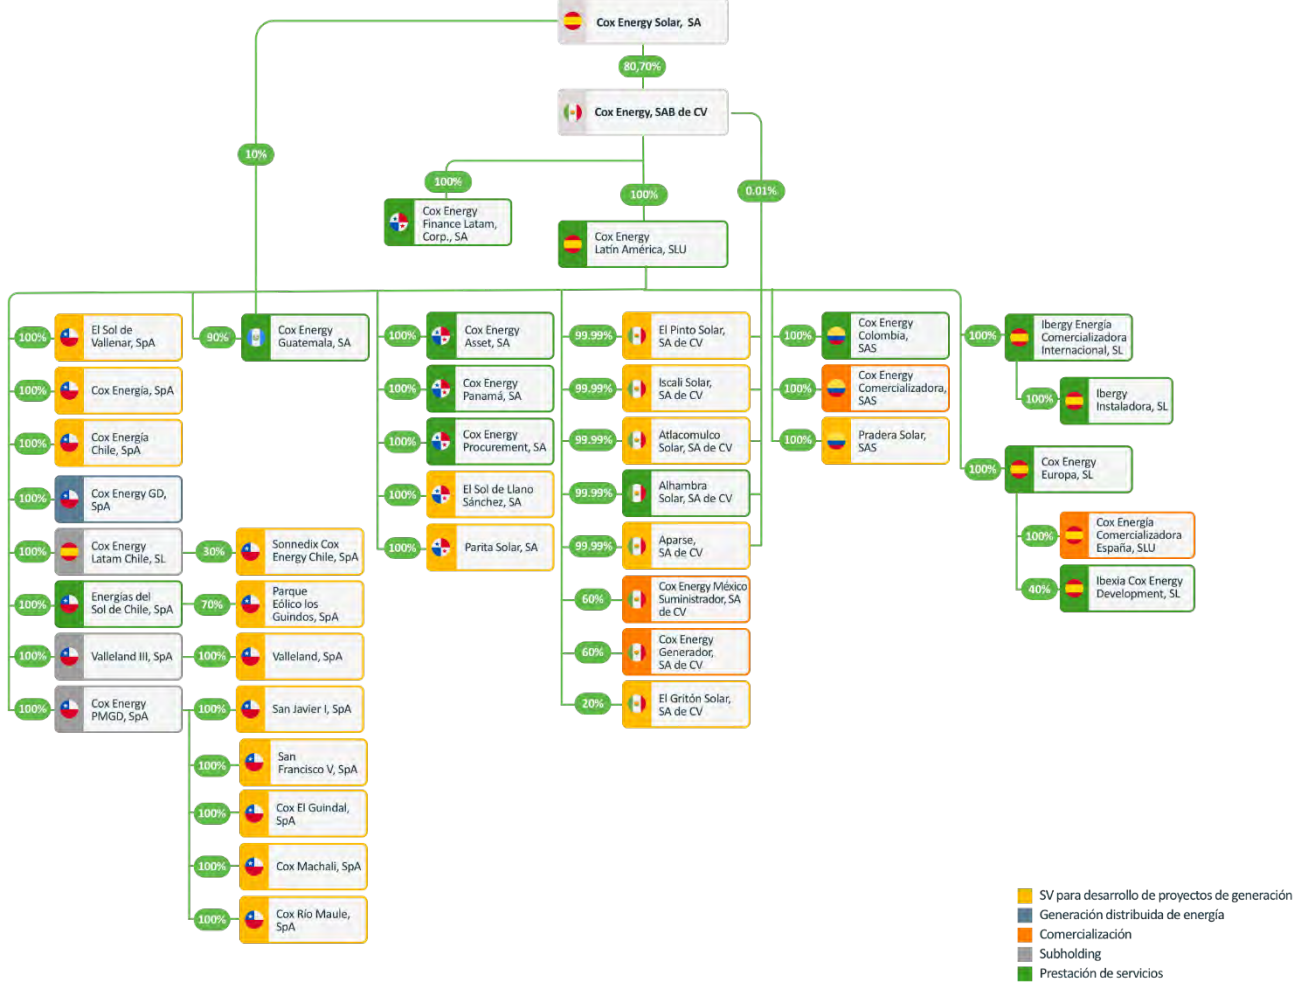 Cox Energy Solar, SA
80,70%
Cox Energy, SAB de CV
10%
100%
100%
0.01%
Cox Energy
Finance Latam,
Corp., SA
Cox Energy
Latín América, SLU
100%
El Sol de
Vallenar, SpA
100%
Cox Energía, SpA
100%
Cox Energía
Chile, SpA
100%
Cox Energy GD,
SpA
100%
Cox Energy
Latam Chile, SL
30%
Sonnedix Cox
Energy Chile, SpA
100%
Energías del
Sol de Chile, SpA
70%
Parque
Eólico los
Guindos, SpA
100%
Valleland III, SpA
100%
Valleland, SpA
100%
Cox Energy
PMGD, SpA
100%
San Javier I, SpA
100%
San
Francisco V, SpA
100%
Cox El Guindal,
SpA
100%
Cox Machali, SpA
100%
Cox Río Maule,
SpA
90%
Cox Energy
Guatemala, SA
100%
Cox Energy
Asset, SA
100%
Cox Energy
Panamá, SA
100%
Cox Energy
Procurement, SA
100%
El Sol de Llano
Sánchez, SA
100%
Parita Solar, SA
99.99%
El Pinto Solar,
SA de CV
99.99%
Iscali Solar,
SA de CV
99.99%
Atlacomulco
Solar, SA de CV
99.99%
Alhambra
Solar, SA de CV
99.99%
Aparse,
SA de CV
60%
Cox Energy México
Suministrador, SA
de CV
60%
Cox Energy
Generador,
SA de CV
20%
El Gritón Solar,
SA de CV
100%
Cox Energy
Colombia,
SAS
100%
Cox Energy
Comercializadora,
SAS
100%
Pradera Solar,
SAS
100%
Ibergy Energía
Comercializadora
Internacional, SL
100%
Ibergy
Instaladora, SL
100%
Cox Energy
Europa, SL
100%
Cox Energía
Comercializadora
España, SLU
40%
Ibexia Cox Energy
Development, SL
SV para desarrollo de proyectos de generación
Generación distribuida de energía
Comercialización
Subholding
Prestación de servicios